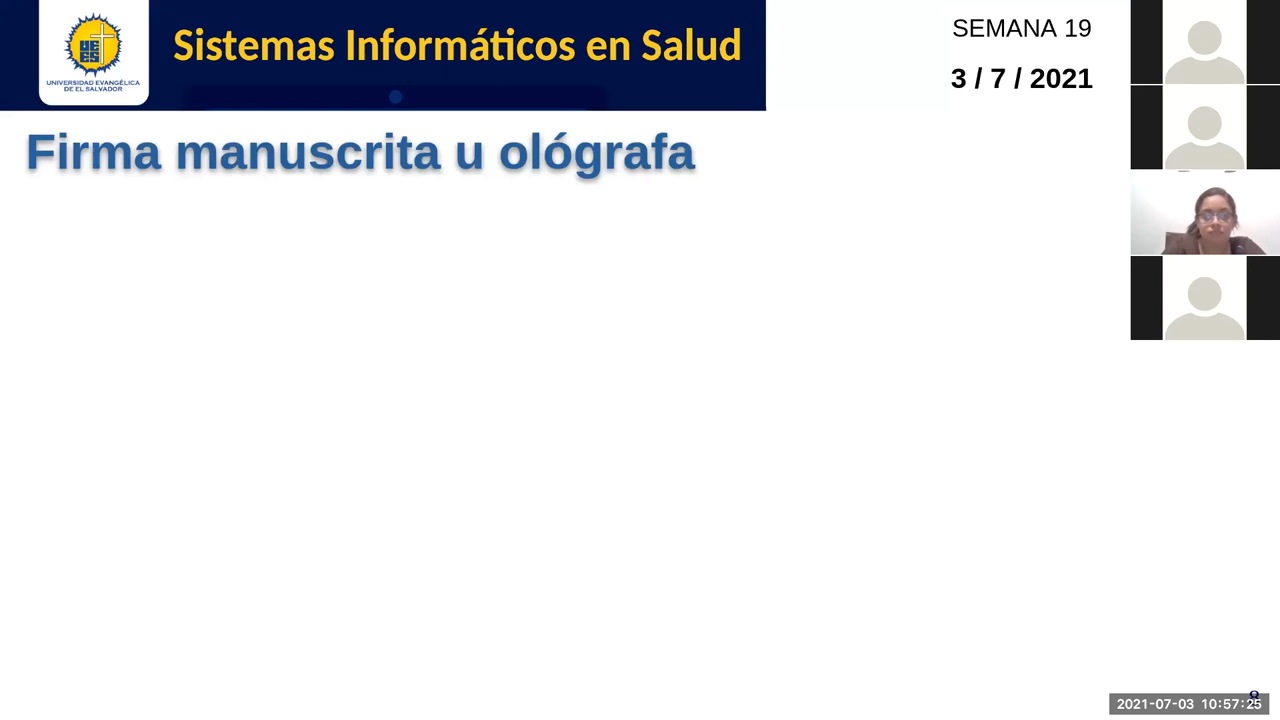 Sistemas Informáticos en Salud
UNIVERSIDAD EVANGÉLICA
DE EL SALVADOR
SEMANA 19
3 / 7 / 2021
Firma manuscrita u ológrafa
8
2021-07-03 10:57:25